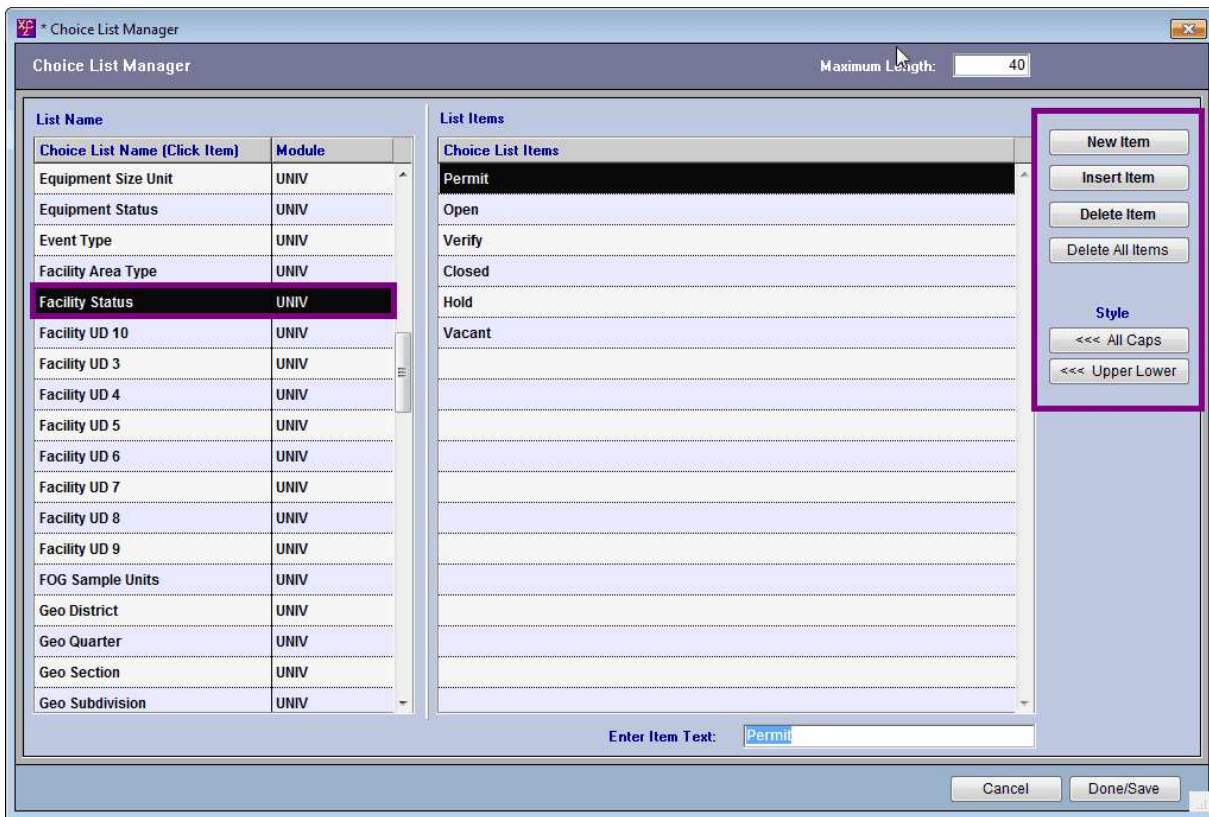 * Choice List Manager
Choice List Manager Maximum Length: 40
List Name List Items
Choice List Name (Click Item) Module Choice List Items
Equipment Size Unit UNIV Permit
Equipment Status UNIV Open
Event Type UNIV Verify
Facility Area Type UNIV Closed
Facility Status UNIV Hold
Facility UD 10 UNIV Vacant
Facility UD 3 UNIV
Facility UD 4 UNIV
Facility UD 5 UNIV
Facility UD 6 UNIV
Facility UD 7 UNIV
Facility UD 8 UNIV
Facility UD 9 UNIV
FOG Sample Units UNIV
Geo District UNIV
Geo Quarter UNIV
Geo Section UNIV
Geo Subdivision UNIV
New Item
Insert Item
Delete Item
Delete All Items
Style
<<< All Caps
<<< Upper Lower
Enter Item Text: Permit
Cancel Done/Save